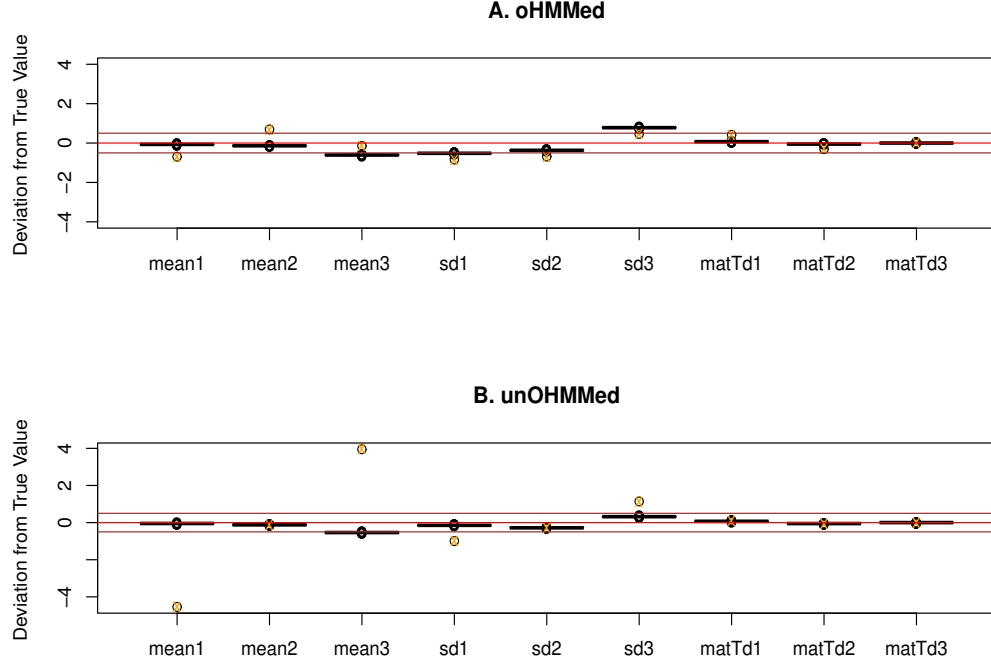 A. oHMMed
Deviation from True Value
4
2
0
−2
−4
mean1 mean2 mean3 sd1 sd2 sd3 matTd1 matTd2 matTd3
B. unOHMMed
Deviation from True Value
4
2
0
−4
mean1 mean2 mean3 sd1 sd2 sd3 matTd1 matTd2 matTd3